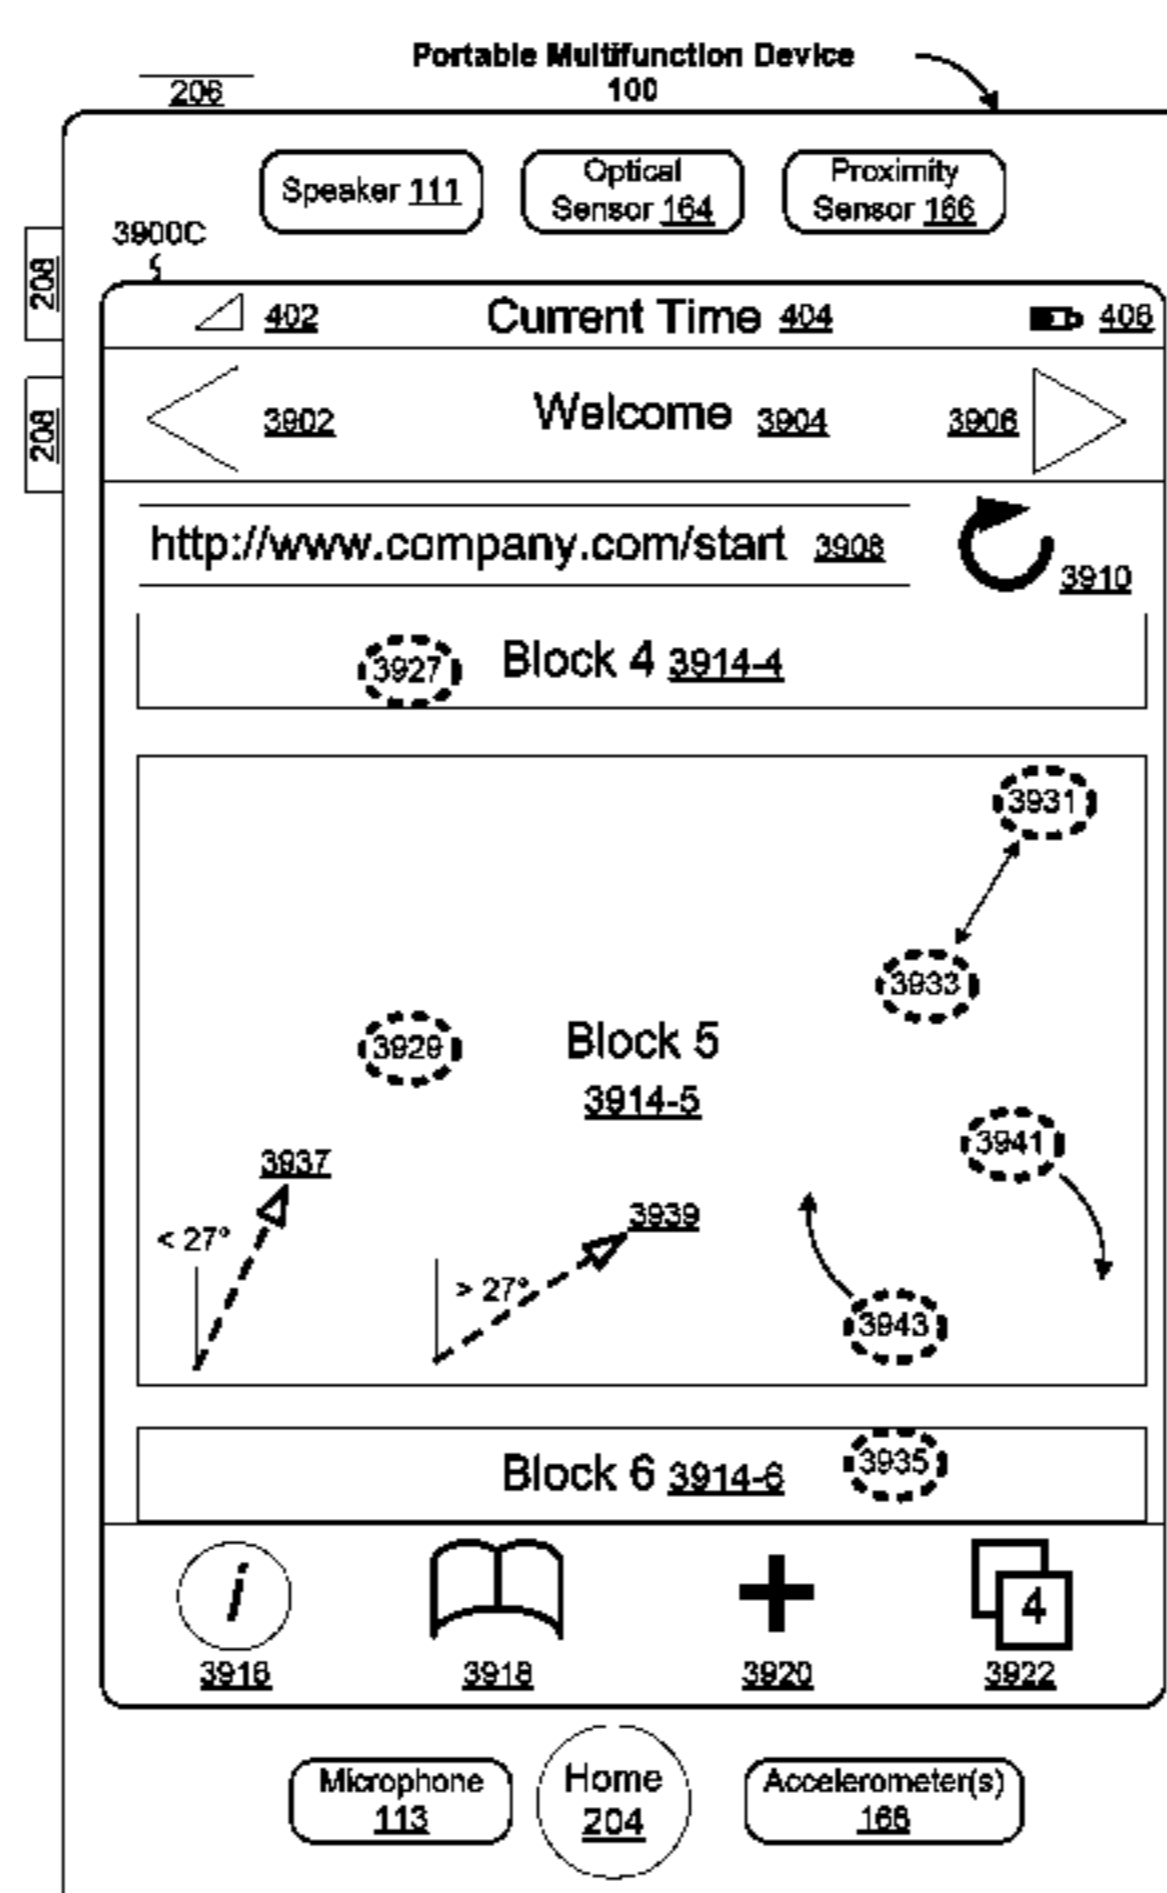 Portable Multifunction Device
100
206
Speaker 111
Optical
Sensor 164
Proximity
Sensor 166
3900C
208
208
402
Current Time 404
406
3902
Welcome 3904
3906
http://www.company.com/start 3908
3910
3927
Block 4 3914-4
3931
3933
3929
Block 5
3914-5
3941
3937
< 27°
3939
> 27°
3943
Block 6 3914-6
3935
i
4
3916
3918
3920
3922
Microphone
113
Home
204
Accelerometer(s)
168